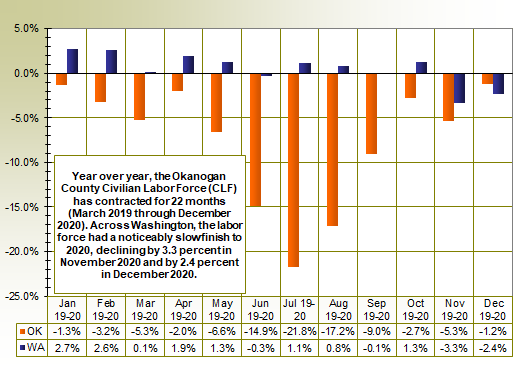 5.0%
0.0%
-5.0%
-10.0%
-15.0%
-20.0%
-25.0%
Year over year, the Okanogan
County Civilian Labor Force (CLF)
has contracted for 22 months
(March 2019 through December
2020). Across Washington, the labor
force had a noticeably slowfinish to
2020, declining by 3.3 percent in
November 2020 and by 2.4 percent
in December 2020.
Jan Feb Mar Apr May Jun Jul 19- Aug Sep Oct Nov Dec
19-20 19-20 19-20 19-20 19-20 19-20 20 19-20 19-20 19-20 19-20 19-20
OK -1.3% -3.2% -5.3% -2.0% -6.6% -14.9% -21.8% -17.2% -9.0% -2.7% -5.3% -1.2%
WA 2.7% 2.6% 0.1% 1.9% 1.3% -0.3% 1.1% 0.8% -0.1% 1.3% -3.3% -2.4%